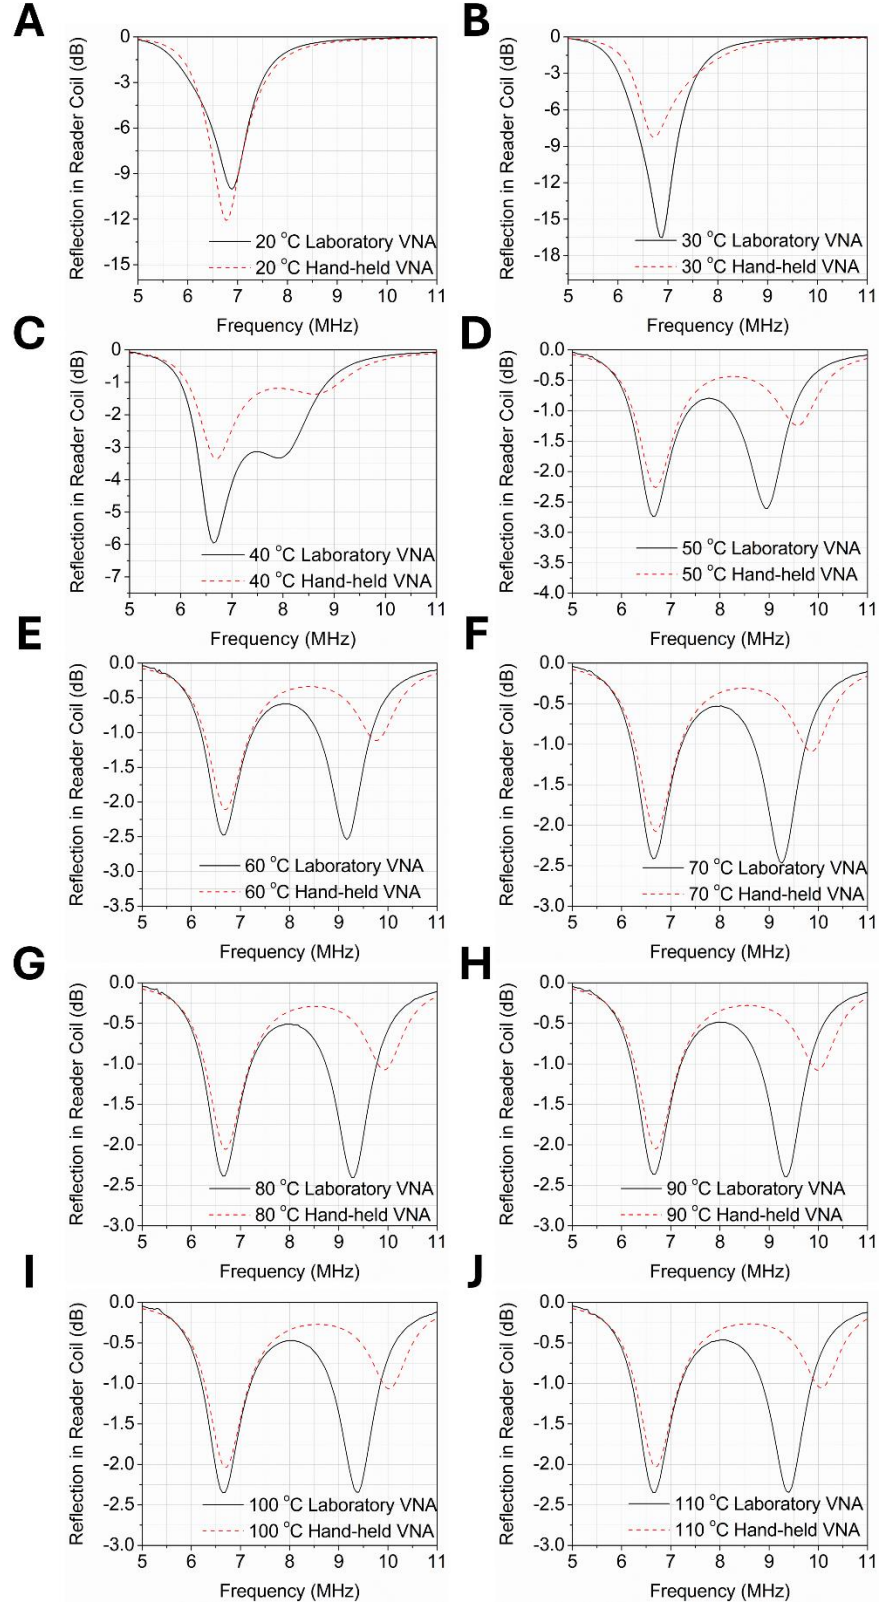 A
Reflection in Reader Coil (dB)
0
-3
-6
-9
-12
-15
20 °C Laboratory VNA
20 °C Hand-held VNA
5 6 7 8 9 10 11
Frequency (MHz)
B
Reflection in Reader Coil (dB)
0
-3
-6
-9
-12
-15
-18
30 °C Laboratory VNA
30 °C Hand-held VNA
5 6 7 8 9 10 11
Frequency (MHz)
C
Reflection in Reader Coil (dB)
0
-1
-2
-3
-4
-5
-6
-7
40 °C Laboratory VNA
40 °C Hand-held VNA
5 6 7 8 9 10 11
Frequency (MHz)
D
Reflection in Reader Coil (dB)
0.0
-0.5
-1.0
-1.5
-2.0
-2.5
-3.0
-3.5
-4.0
50 °C Laboratory VNA
50 °C Hand-held VNA
5 6 7 8 9 10 11
Frequency (MHz)
E
Reflection in Reader Coil (dB)
0.0
-0.5
-1.0
-1.5
-2.0
-2.5
-3.0
-3.5
60 °C Laboratory VNA
60 °C Hand-held VNA
5 6 7 8 9 10 11
Frequency (MHz)
F
Reflection in Reader Coil (dB)
0.0
-0.5
-1.0
-1.5
-2.0
-2.5
-3.0
70 °C Laboratory VNA
70 °C Hand-held VNA
5 6 7 8 9 10 11
Frequency (MHz)
G
Reflection in Reader Coil (dB)
0.0
-0.5
-1.0
-1.5
-2.0
-2.5
-3.0
80 °C Laboratory VNA
80 °C Hand-held VNA
5 6 7 8 9 10 11
Frequency (MHz)
H
Reflection in Reader Coil (dB)
0.0
-0.5
-1.0
-1.5
-2.0
-2.5
-3.0
90 °C Laboratory VNA
90 °C Hand-held VNA
5 6 7 8 9 10 11
Frequency (MHz)
I
Reflection in Reader Coil (dB)
0.0
-0.5
-1.0
-1.5
-2.0
-2.5
-3.0
100 °C Laboratory VNA
100 °C Hand-held VNA
5 6 7 8 9 10 11
Frequency (MHz)
J
Reflection in Reader Coil (dB)
0.0
-0.5
-1.0
-1.5
-2.0
-2.5
-3.0
110 °C Laboratory VNA
110 °C Hand-held VNA
5 6 7 8 9 10 11
Frequency (MHz)